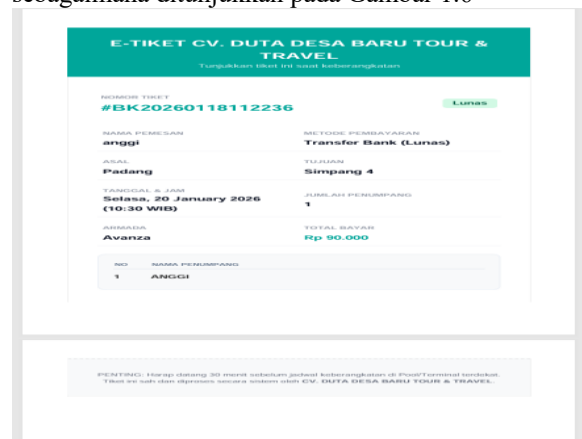 sebagaimana ditunjukkan pada Gambar 1.6
E-TIKET CV. DUTA DESA BARU TOUR &
TRAVEL
Tunjukkan tiket ini saat keberangkatan
NOMOR TIKET
#BK20260118112236
Lunas
NAMA PEMESAN
anggi
METODE PEMBAYARAN
Transfer Bank (Lunas)
ASAL
Padang
TUJUAN
Simpang 4
TANGGAL & JAM
Selasa, 20 January 2026
(10:30 WIB)
JUMLAH PENUMPANG
1
ARMADA
Avanza
TOTAL BAYAR
Rp 90.000
NO NAMA PENUMPANG
1 ANGGI
PENTING: Harap datang 30 menit sebelum jadwal keberangkatan di Pool/Terminal terdekat.
Tiket ini sah dan diproses secara sistem oleh CV. DUTA DESA BARU TOUR & TRAVEL.